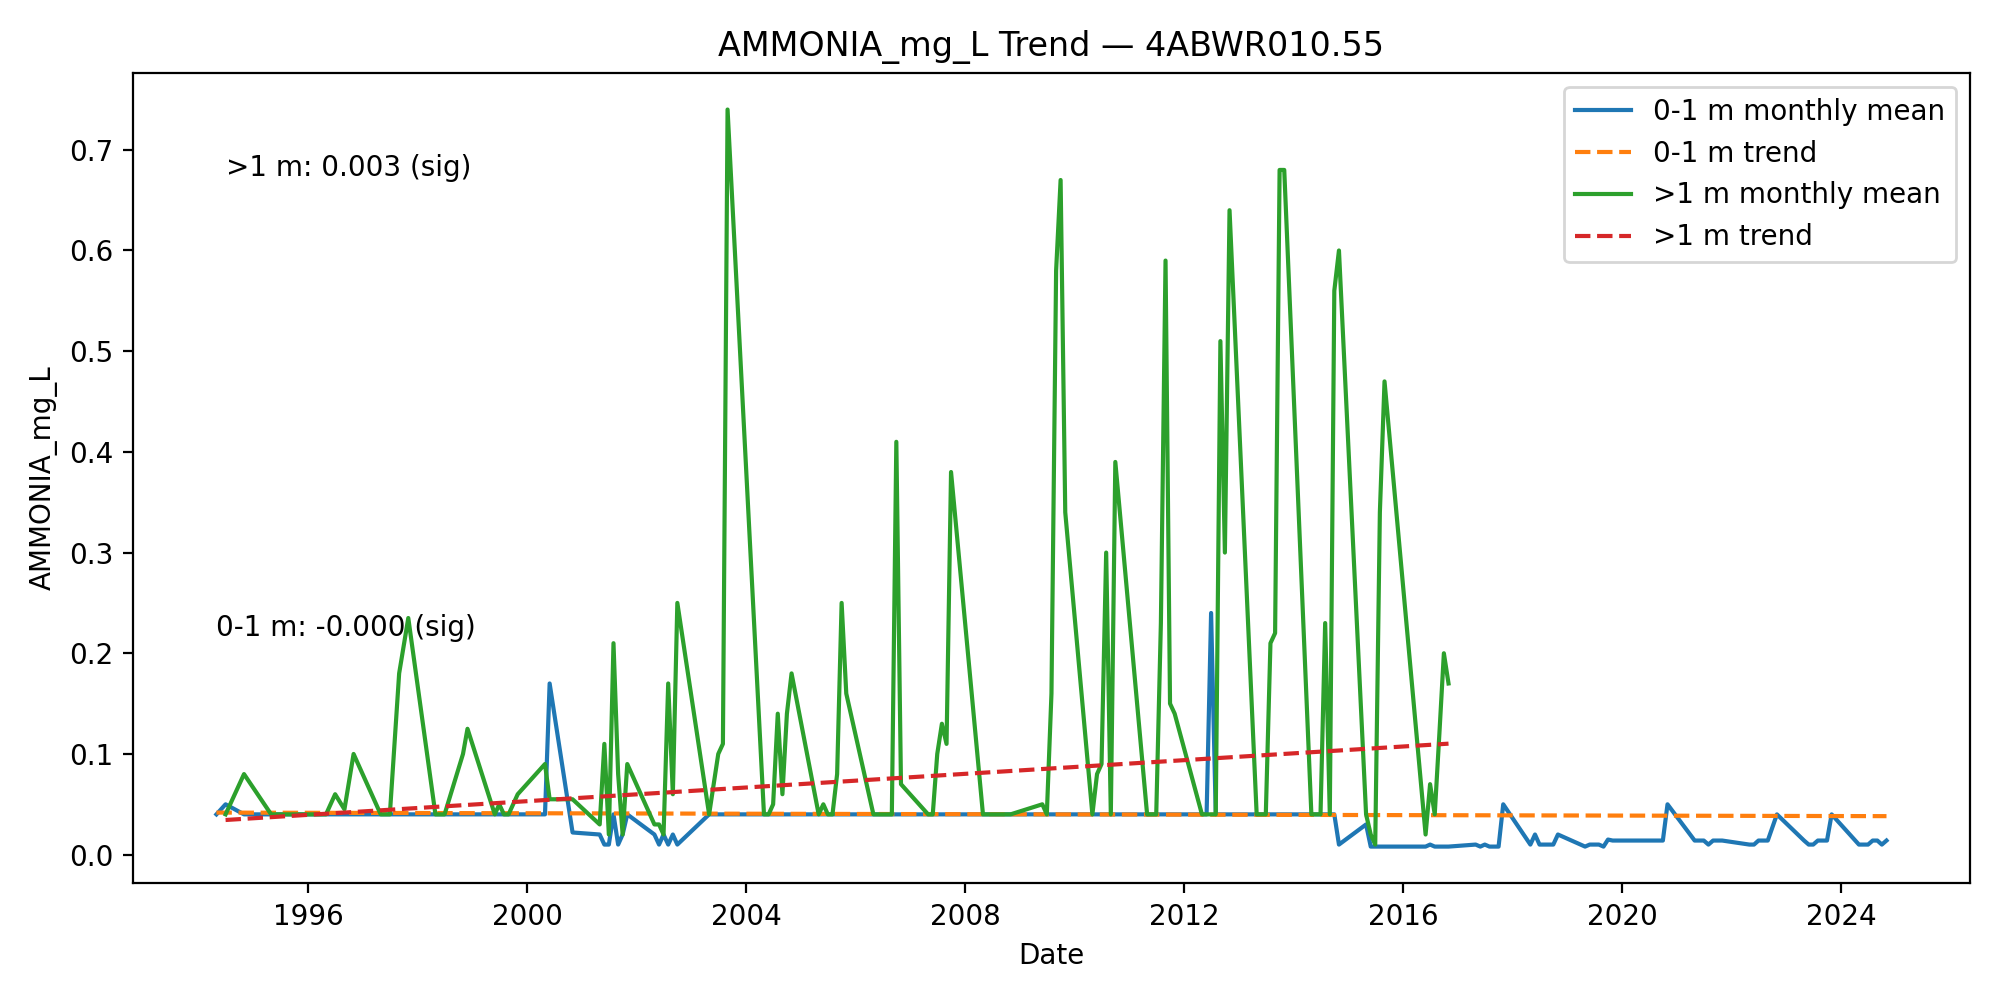 AMMONIA_mg_L Trend — 4ABWR010.55
0-1 m monthly mean
0-1 m trend
>1 m monthly mean
>1 m trend
>1 m: 0.003 (sig)
0-1 m: -0.000 (sig)
AMMONIA_mg_L
0.7
0.6
0.5
0.4
0.3
0.2
0.1
0.0
1996 2000 2004 2008 2012 2016 2020 2024
Date